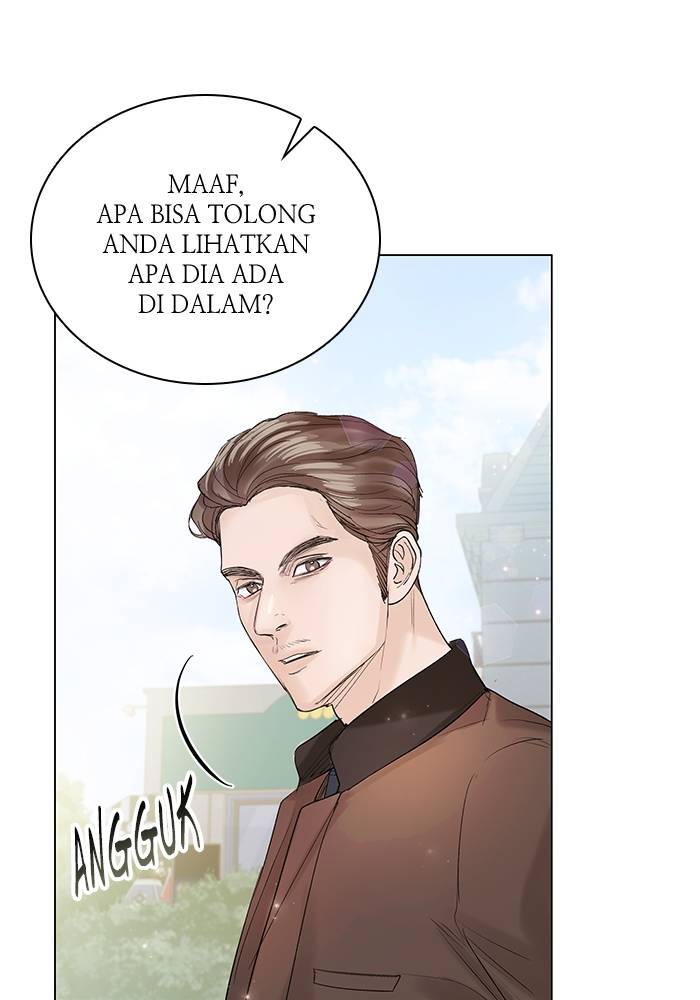 MAAF,
APA BISA TOLONG
ANDA LIHATKAN
APA DIA ADA
DI DALAM?
ANGGUK